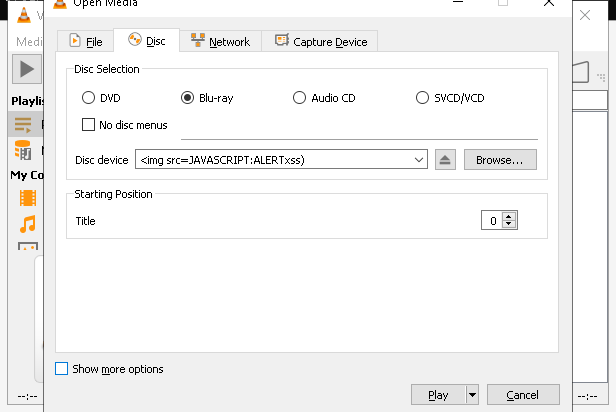 V
Open Media
Medi
File
Disc
Network
Capture Device
Disc Selection
DVD
Blu-ray
Audio CD
SVCD/VCD
No disc menus
Disc device
<img src=JAVASCRIPT:ALERTxss)
Browse...
Starting Position
Title
0
Playlis
My Co
Show more options
Play
Cancel
--:--
--:--